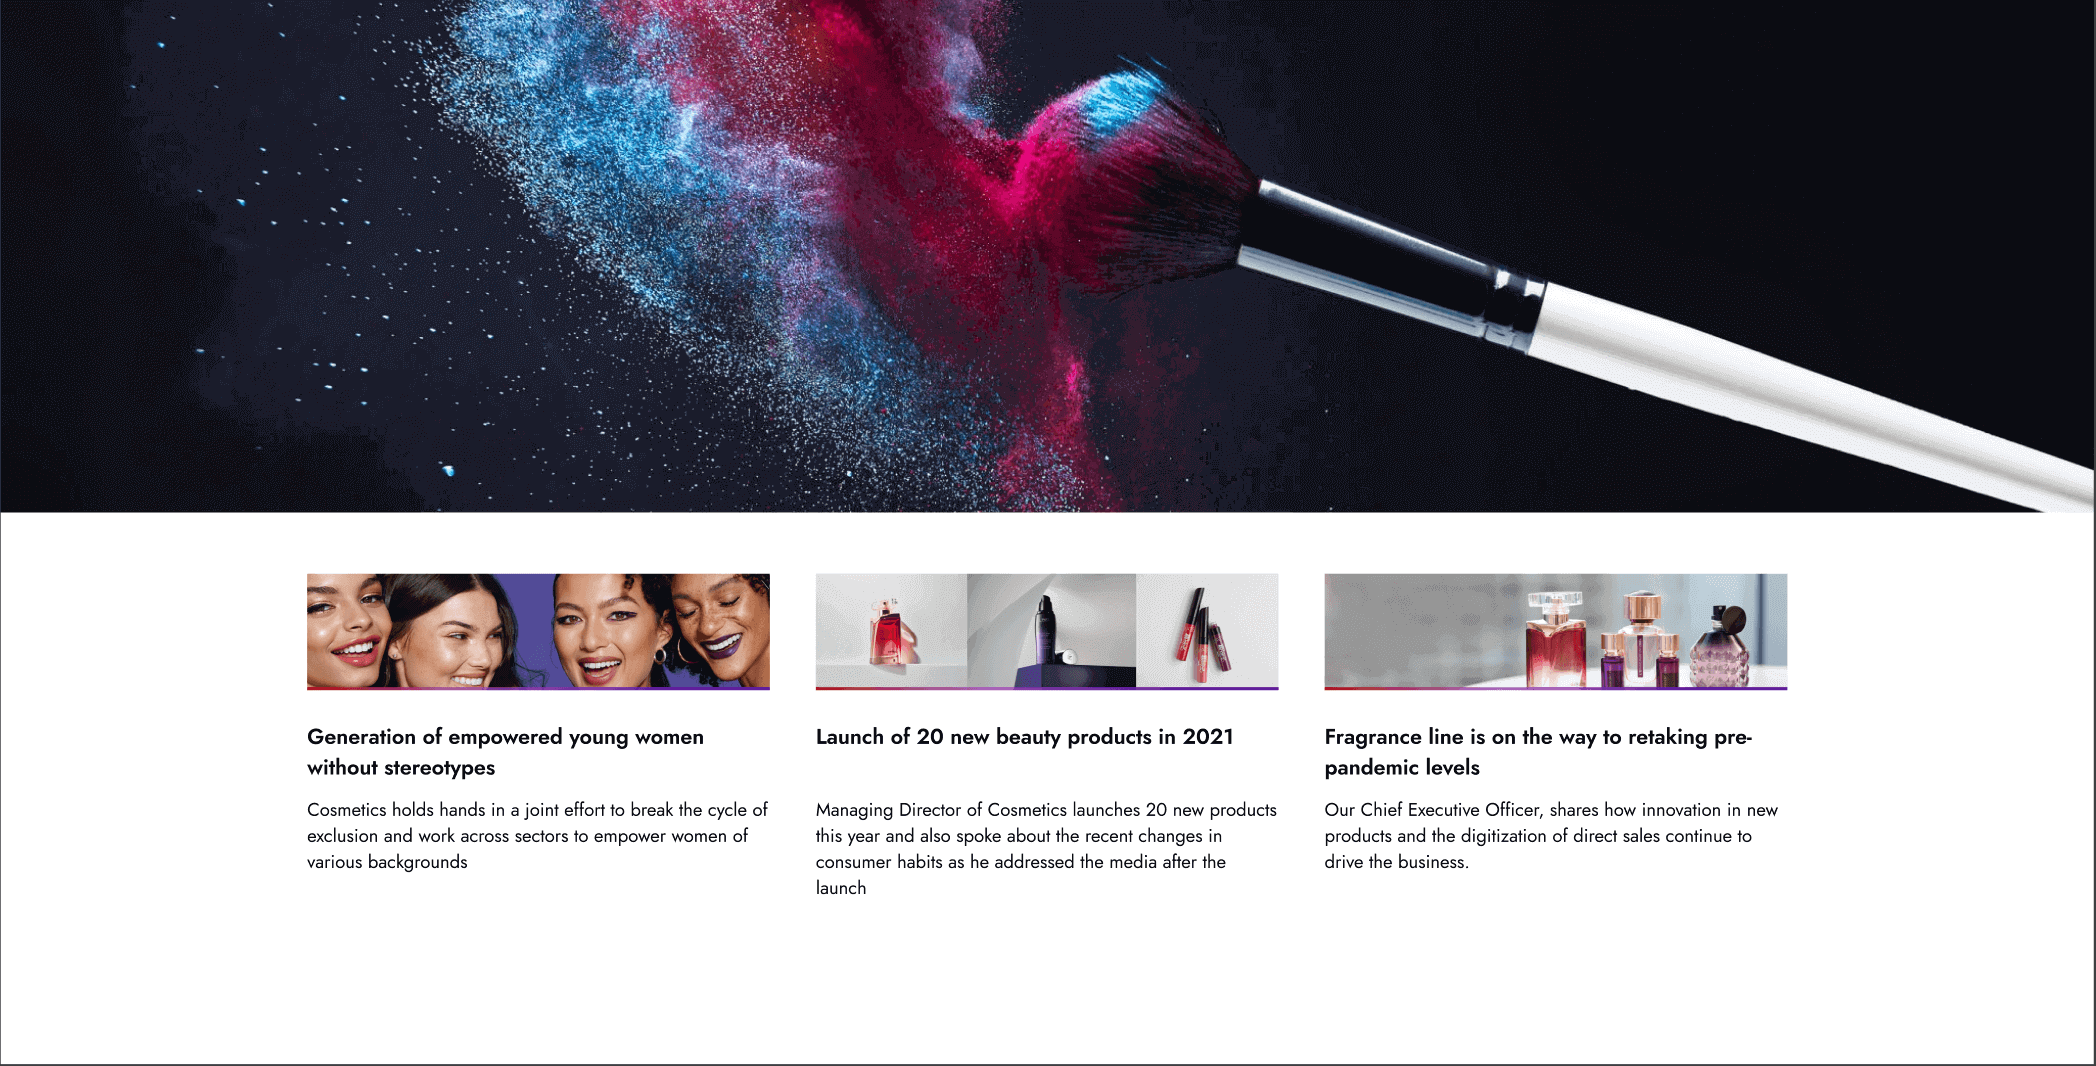 Generation of empowered young women
without stereotypes
Cosmetics holds hands in a joint effort to break the cycle of
exclusion and work across sectors to empower women of
various backgrounds
Launch of 20 new beauty products in 2021
Managing Director of Cosmetics launches 20 new products
this year and also spoke about the recent changes in
consumer habits as he addressed the media after the
launch
Fragrance line is on the way to retaking pre-
pandemic levels
Our Chief Executive Officer, shares how innovation in new
products and the digitization of direct sales continue to
drive the business.